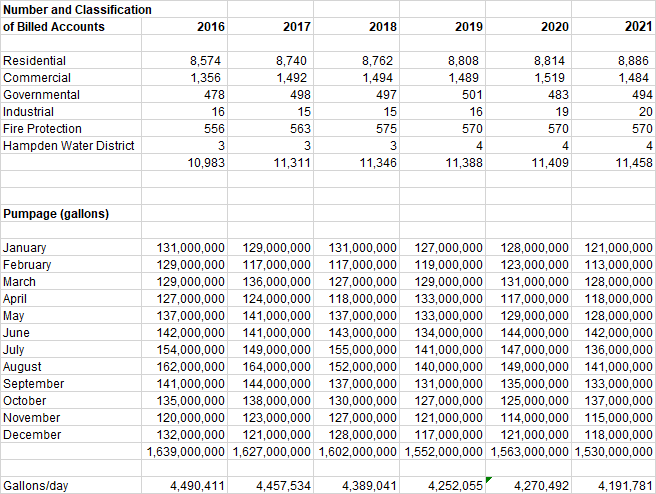 Number and Classification
of Billed Accounts 2016 2017 2018 2019 2020 2021
Residential 8,574 8,740 8,762 8,808 8,814 8,886
Commercial 1,356 1,492 1,494 1,489 1,519 1,484
Governmental 478 498 497 501 483 494
Industrial 16 15 15 16 19 20
Fire Protection 556 563 575 570 570 570
Hampden Water District 3 3 3 4 4 4
10,983 11,311 11,346 11,388 11,409 11,458
Pumpage (gallons)
January 131,000,000 129,000,000 131,000,000 127,000,000 128,000,000 121,000,000
February 129,000,000 117,000,000 117,000,000 119,000,000 123,000,000 113,000,000
March 129,000,000 136,000,000 127,000,000 129,000,000 131,000,000 128,000,000
April 127,000,000 124,000,000 118,000,000 133,000,000 117,000,000 118,000,000
May 137,000,000 141,000,000 137,000,000 133,000,000 129,000,000 128,000,000
June 142,000,000 141,000,000 143,000,000 134,000,000 144,000,000 142,000,000
July 154,000,000 149,000,000 155,000,000 141,000,000 147,000,000 136,000,000
August 162,000,000 164,000,000 152,000,000 140,000,000 149,000,000 141,000,000
September 141,000,000 144,000,000 137,000,000 131,000,000 135,000,000 133,000,000
October 135,000,000 138,000,000 130,000,000 127,000,000 125,000,000 137,000,000
November 120,000,000 123,000,000 127,000,000 121,000,000 114,000,000 115,000,000
December 132,000,000 121,000,000 128,000,000 117,000,000 121,000,000 118,000,000
1,639,000,000 1,627,000,000 1,602,000,000 1,552,000,000 1,563,000,000 1,530,000,000
Gallons/day 4,490,411 4,457,534 4,389,041 4,252,055 4,270,492 4,191,781